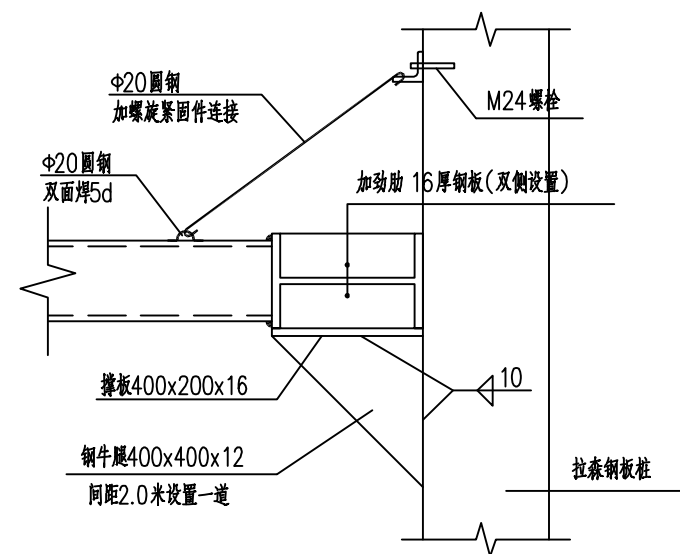 Φ20圆钢
加螺旋紧固件连接
M24螺栓
Φ20圆钢
双面焊5d
加劲肋 16厚钢板(双侧设置)
撑板400x200x16
10
钢牛腿400x400x12
间距2.0米设置一道
拉森钢板桩